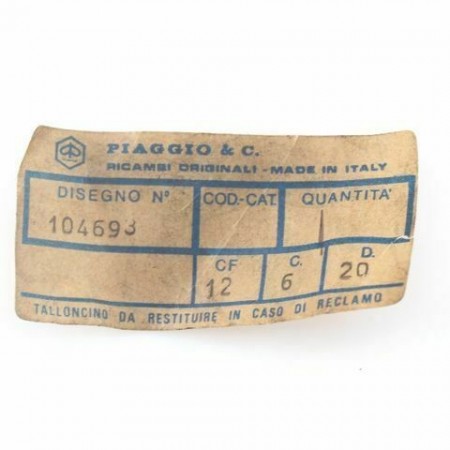 PIAGGIO & C.
RICAMBI ORIGINALI - MADE IN ITALY
DISEGNO N° COD.-CAT. QUANTITA'
104693 1
CF C. D.
12 6 20
TALLONCINO DA RESTITUIRE IN CASO DI RECLAMO